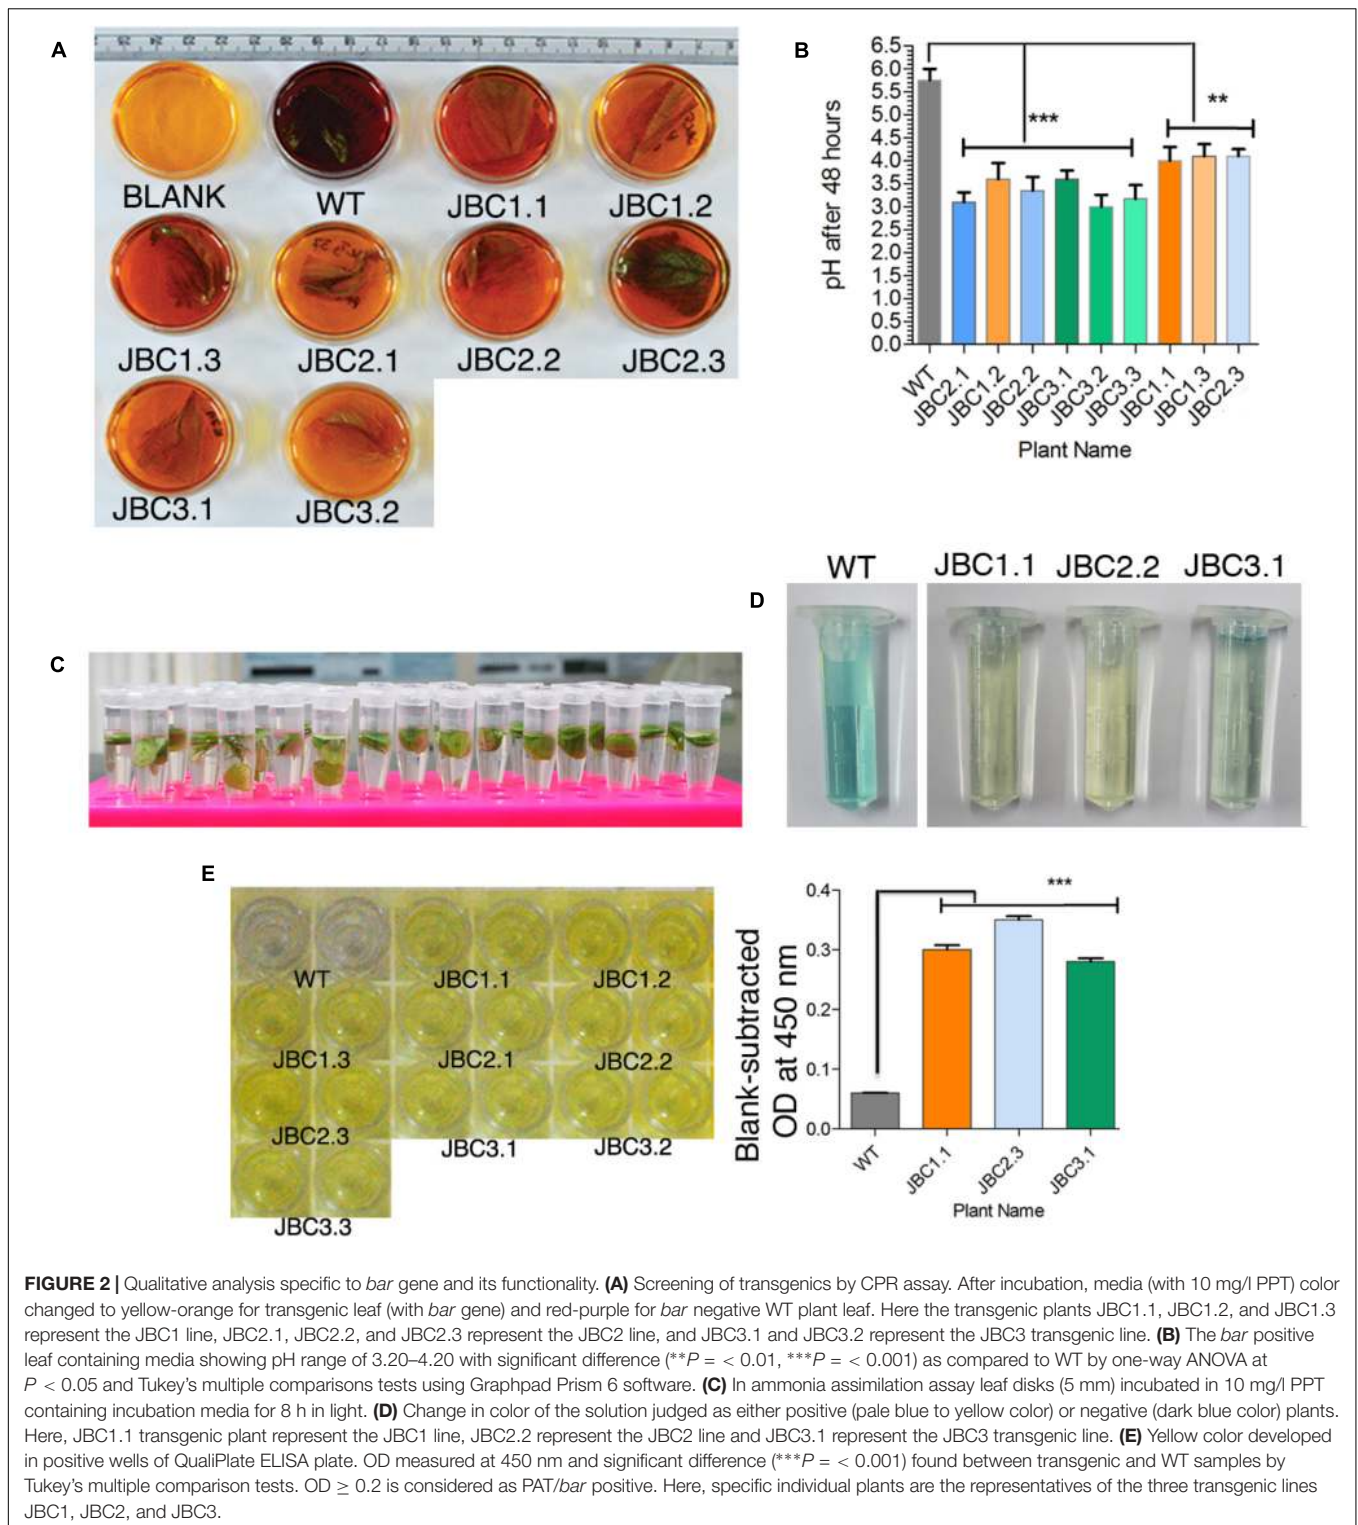 A
BLANK
WT
JBC1.1
JBC1.2
JBC1.3
JBC2.1
JBC2.2
JBC2.3
JBC3.1
JBC3.2
B
pH after 48 hours
6.5
6.0
5.5
5.0
4.5
4.0
3.5
3.0
2.5
2.0
1.5
1.0
0.5
0.0
***
**
WT
JBC2.1
JBC1.2
JBC2.2
JBC3.1
JBC3.2
JBC3.3
JBC1.1
JBC1.3
JBC2.3
Plant Name
C
D
WT
JBC1.1
JBC2.2
JBC3.1
E
WT
JBC1.1
JBC1.2
JBC1.3
JBC2.1
JBC2.2
JBC2.3
JBC3.1
JBC3.2
JBC3.3
Blank-subtracted
OD at 450 nm
0.4
0.3
0.2
0.1
0.0
***
WT
JBC1.1
JBC2.3
JBC3.1
Plant Name
FIGURE 2 | Qualitative analysis specific to bar gene and its functionality. (A) Screening of transgenics by CPR assay. After incubation, media (with 10 mg/l PPT) color
changed to yellow-orange for transgenic leaf (with bar gene) and red-purple for bar negative WT plant leaf. Here the transgenic plants JBC1.1, JBC1.2, and JBC1.3
represent the JBC1 line, JBC2.1, JBC2.2, and JBC2.3 represent the JBC2 line, and JBC3.1 and JBC3.2 represent the JBC3 transgenic line. (B) The bar positive
leaf containing media showing pH range of 3.20–4.20 with significant difference (**P = < 0.01, ***P = < 0.001) as compared to WT by one-way ANOVA at
P < 0.05 and Tukey's multiple comparisons tests using Graphpad Prism 6 software. (C) In ammonia assimilation assay leaf disks (5 mm) incubated in 10 mg/l PPT
containing incubation media for 8 h in light. (D) Change in color of the solution judged as either positive (pale blue to yellow color) or negative (dark blue color) plants.
Here, JBC1.1 transgenic plant represent the JBC1 line, JBC2.2 represent the JBC2 line and JBC3.1 represent the JBC3 transgenic line. (E) Yellow color developed
in positive wells of QualiPlate ELISA plate. OD measured at 450 nm and significant difference (***P = < 0.001) found between transgenic and WT samples by
Tukey's multiple comparison tests. OD ≥ 0.2 is considered as PAT/bar positive. Here, specific individual plants are the representatives of the three transgenic lines
JBC1, JBC2, and JBC3.